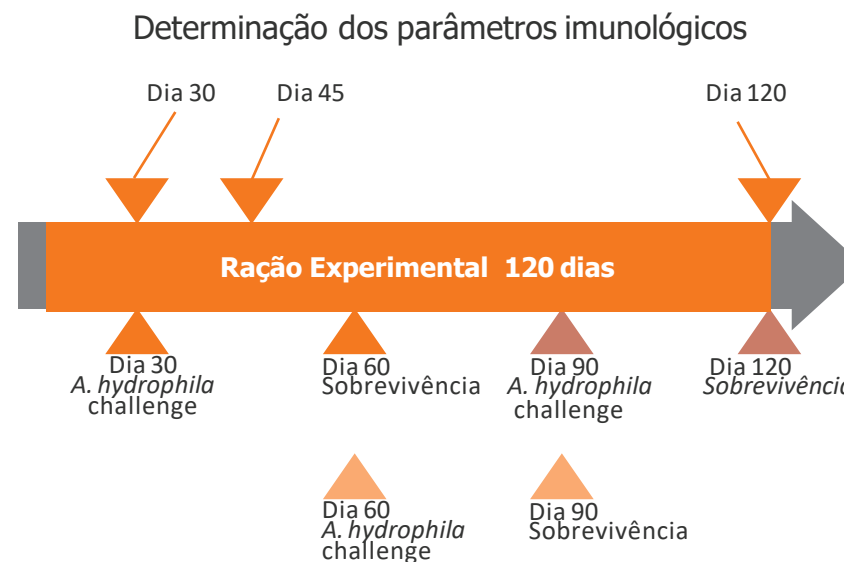 Determinação dos parâmetros imunológicos
Dia 30
Dia 45
Dia 120
Ração Experimental 120 dias
Dia 30
A. hydrophila
challenge
Dia 60
Sobrevivência
Dia 90
A. hydrophila
challenge
Dia 120
Sobrevivência
Dia 60
A. hydrophila
challenge
Dia 90
Sobrevivência